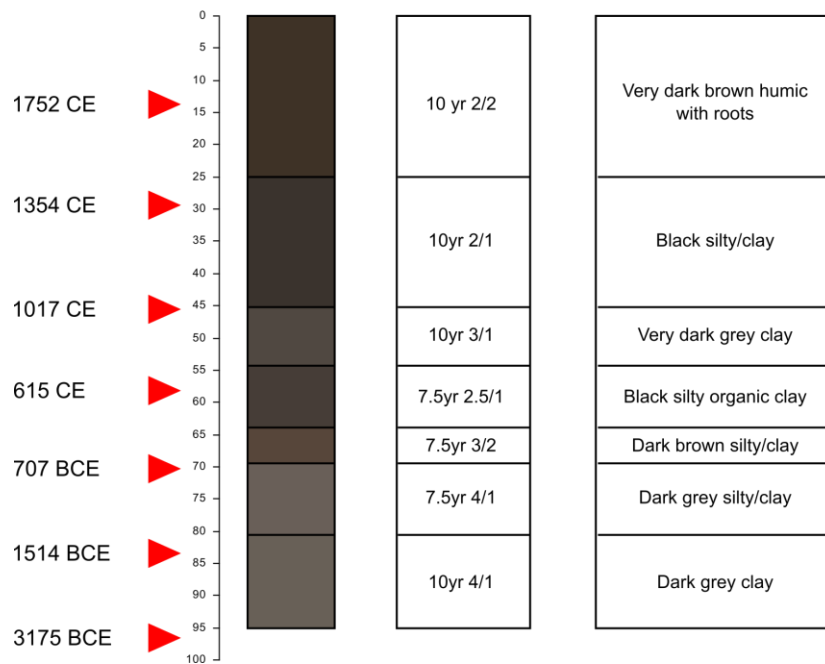 1752 CE
1354 CE
1017 CE
615 CE
707 BCE
1514 BCE
3175 BCE
0
5
10
15
20
25
30
35
40
45
50
55
60
65
70
75
80
85
90
95
100
10 yr 2/2
10yr 2/1
10yr 3/1
7.5yr 2.5/1
7.5yr 3/2
7.5yr 4/1
10yr 4/1
Very dark brown humic
with roots
Black silty/clay
Very dark grey clay
Black silty organic clay
Dark brown silty/clay
Dark grey silty/clay
Dark grey clay